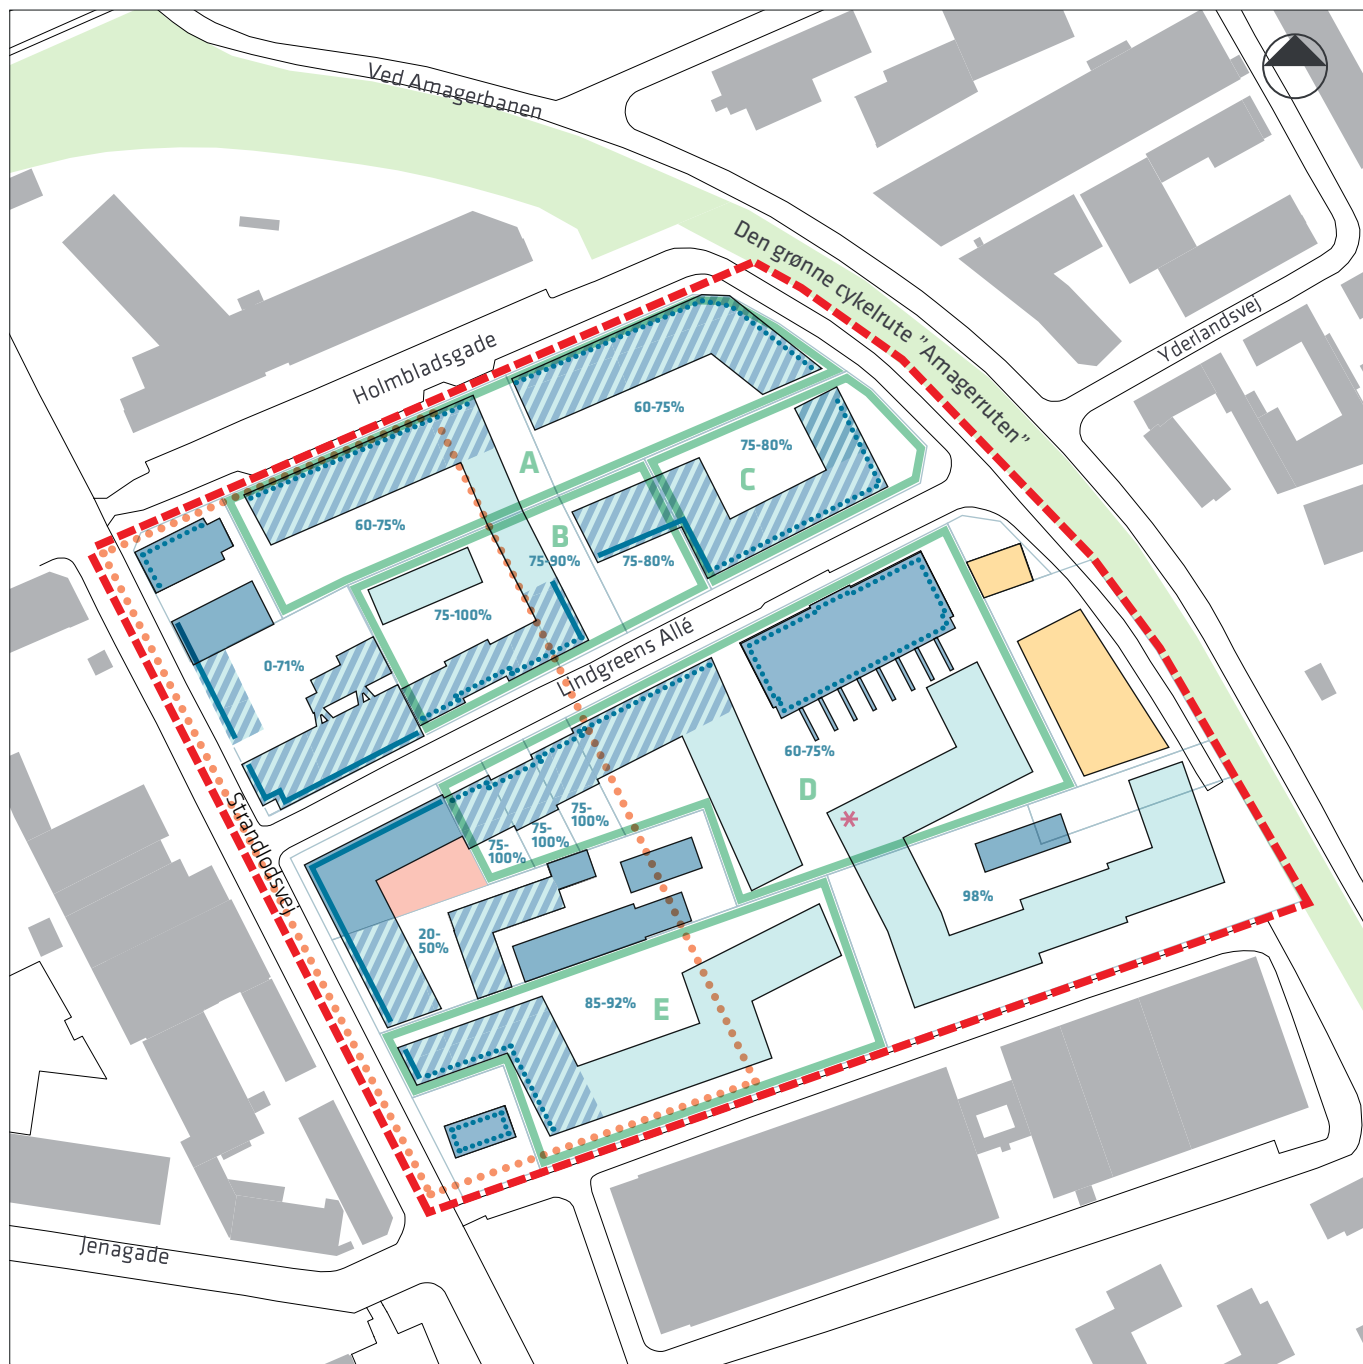 Ved Amagerbanen
Den grønne cykelrute "Amagerruten"
Yderlandsvej
Holmbladsgade
60-75%
75-80%
A
C
60-75%
B
75-90%
75-80%
75-100%
0-71%
Lindgreens Allé
60-75%
D
75-
100%
75-
100%
75-
100%
Strandlodsvej
98%
20-
50%
85-92%
E
*
Jenagade